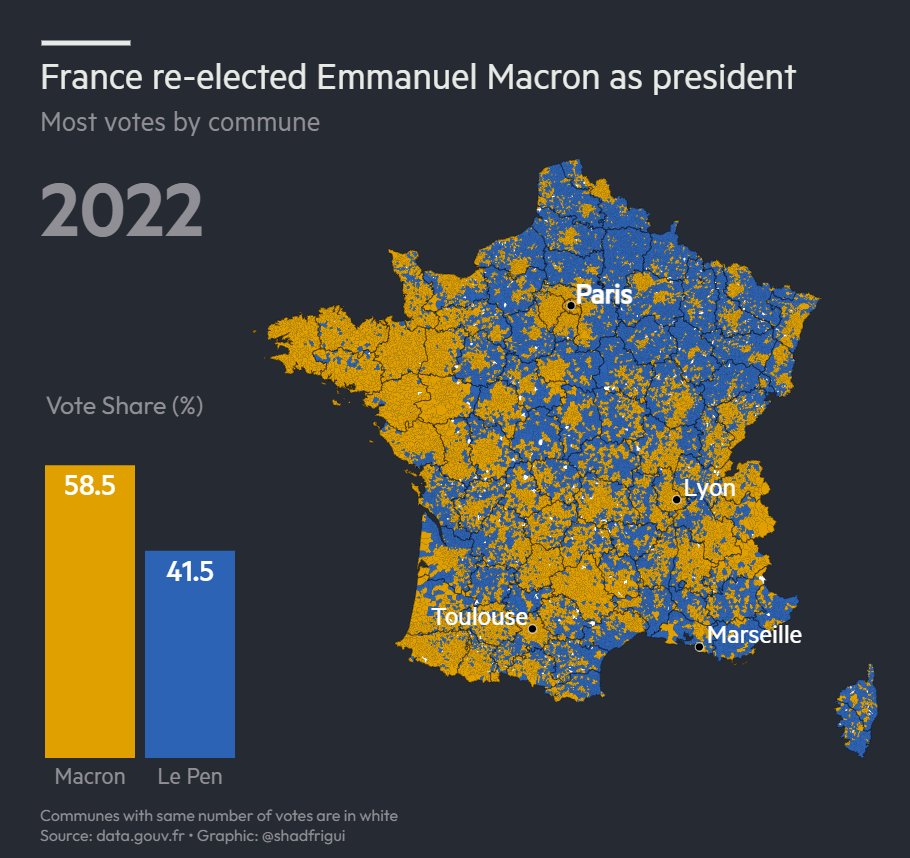 France re-elected Emmanuel Macron as president
Most votes by commune
2022
Paris
Vote Share (%)
58.5
Lyon
41.5
Toulouse
Marseille
Macron
Le Pen
Communes with same number of votes are in white
Source: data.gouv.fr • Graphic: @shadfrigui